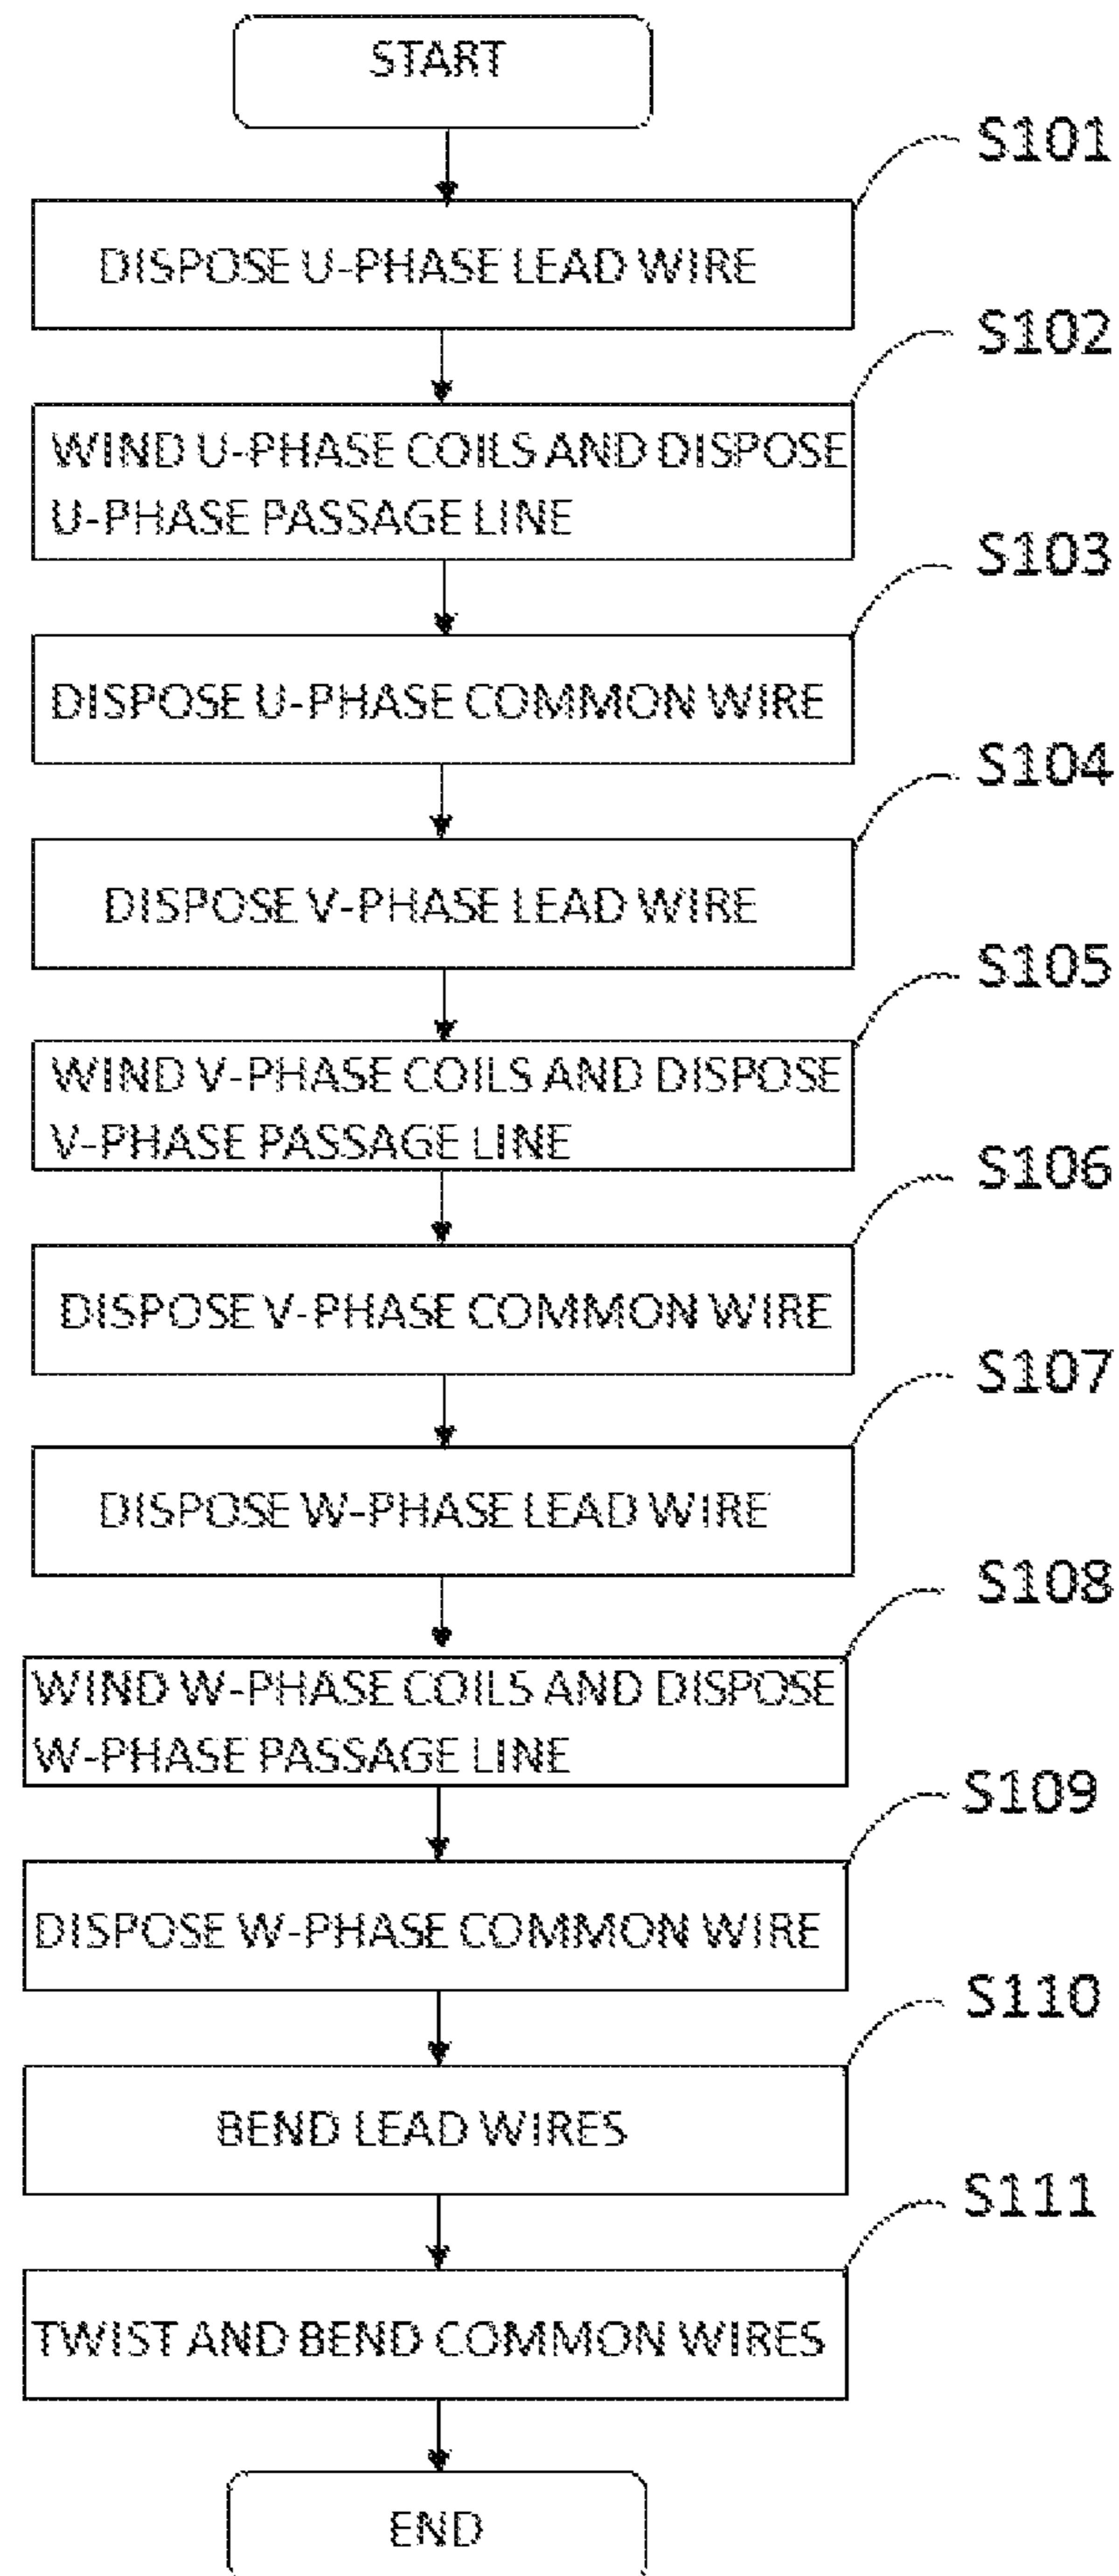 START
S101
DISPOSE U-PHASE LEAD WIRE
S102
WIND U-PHASE COILS AND DISPOSE
U-PHASE PASSAGE LINE
S103
DISPOSE U-PHASE COMMON WIRE
S104
DISPOSE V-PHASE LEAD WIRE
S105
WIND V-PHASE COILS AND DISPOSE
V-PHASE PASSAGE LINE
S106
DISPOSE V-PHASE COMMON WIRE
S107
DISPOSE W-PHASE LEAD WIRE
S108
WIND W-PHASE COILS AND DISPOSE
W-PHASE PASSAGE LINE
S109
DISPOSE W-PHASE COMMON WIRE
S110
BEND LEAD WIRES
S111
TWIST AND BEND COMMON WIRES
END